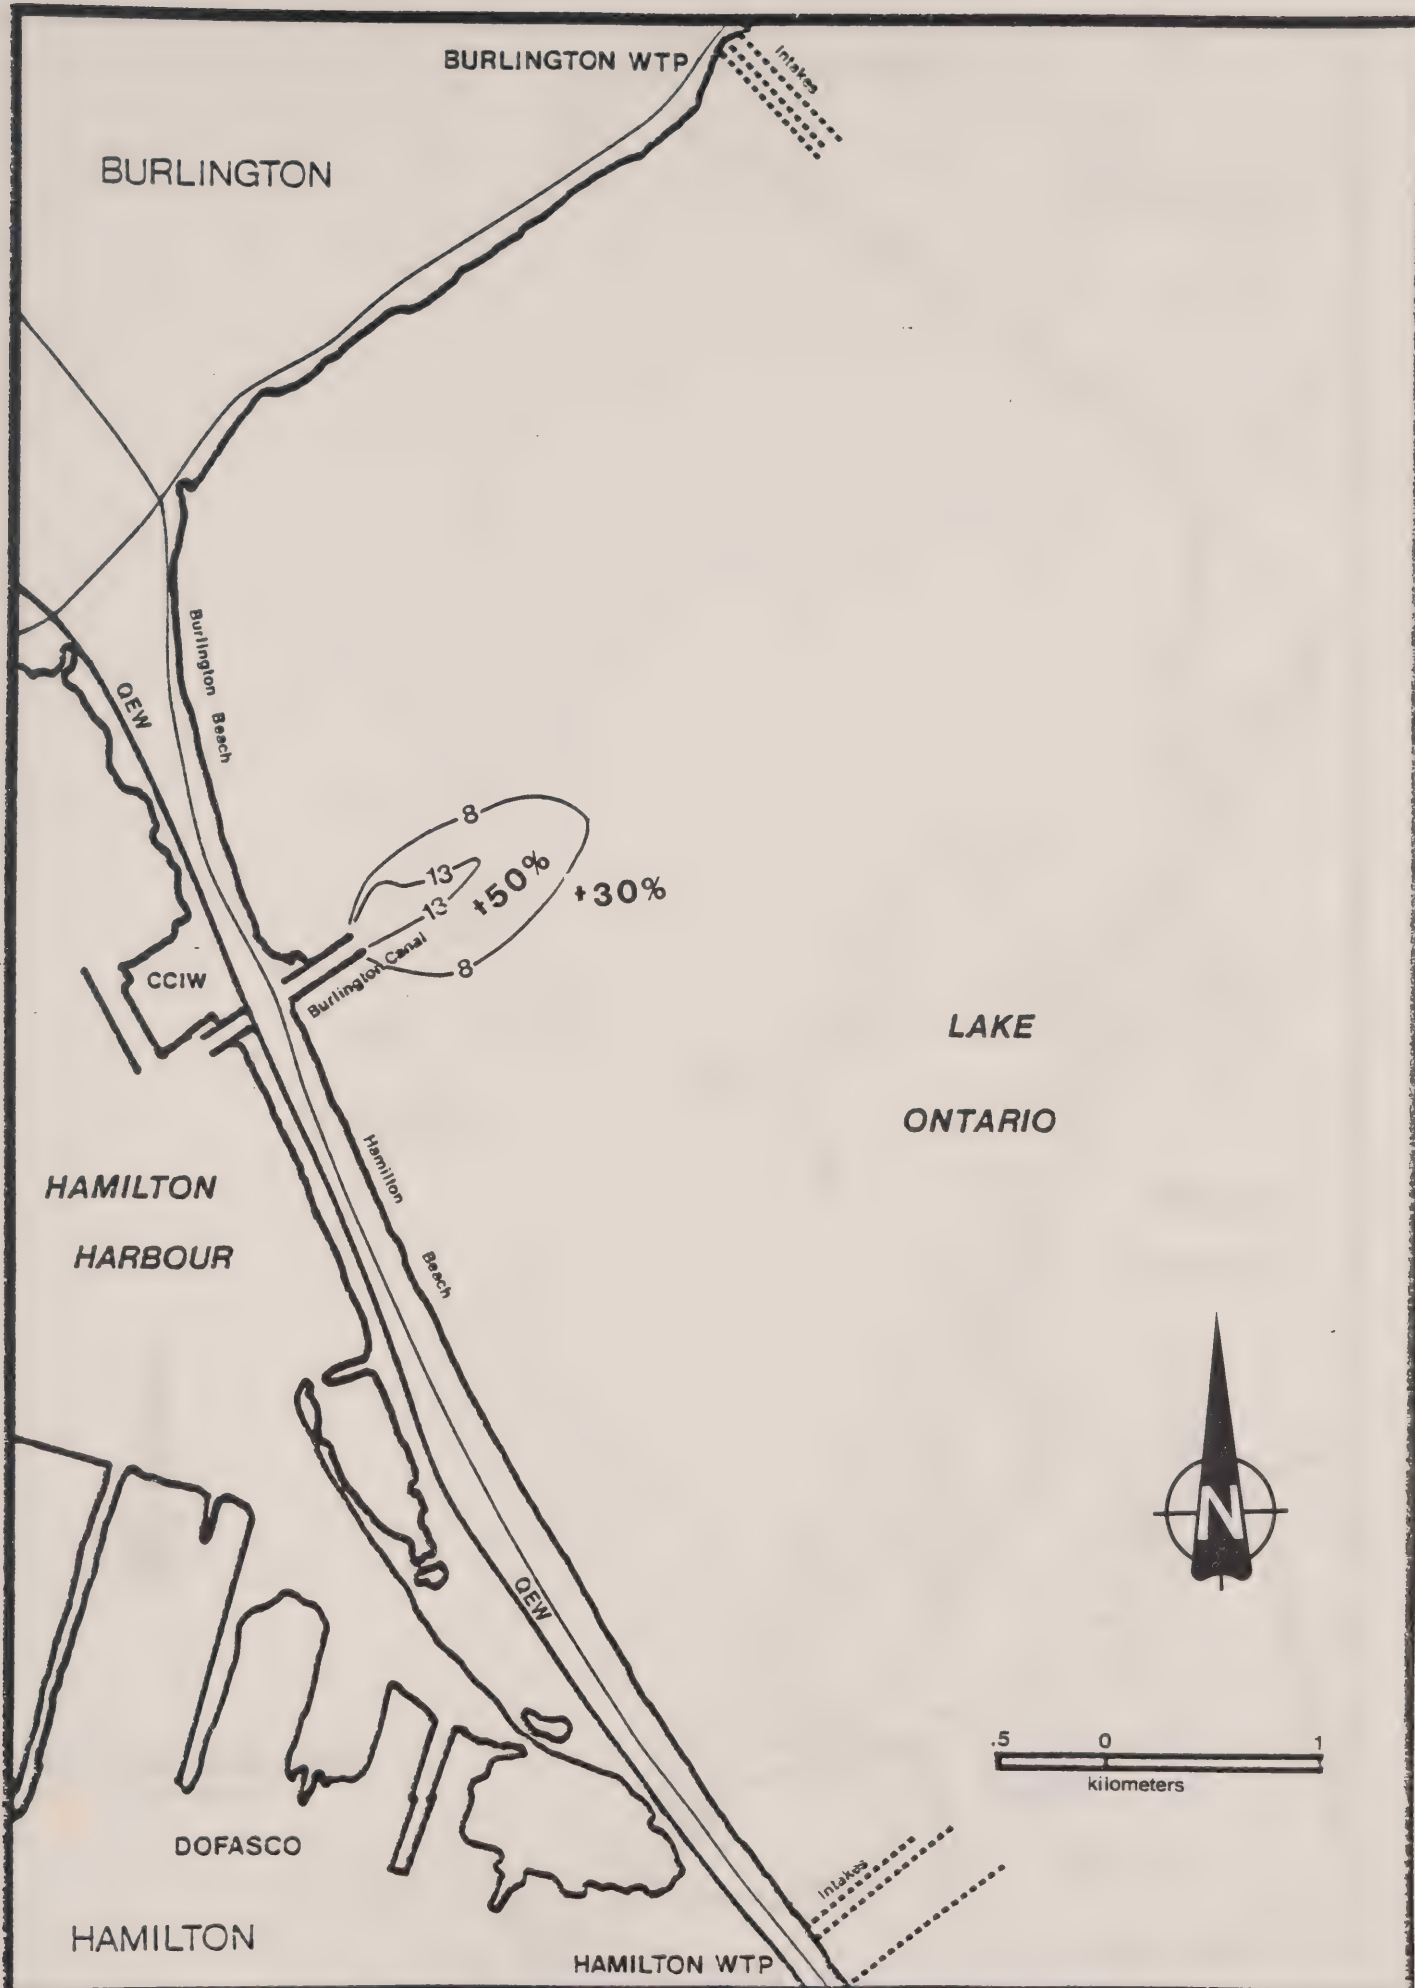 BURLINGTON WTP
Intakes
BURLINGTON
Burlington Beach
QEW
8
13
13
+50%
+30%
8
Burlington Canal
CCIW
LAKE
ONTARIO
Hamilton Beach
HAMILTON
HARBOUR
N
QEW
.5 0 1
kilometers
DOFASCO
Intakes
HAMILTON
HAMILTON WTP